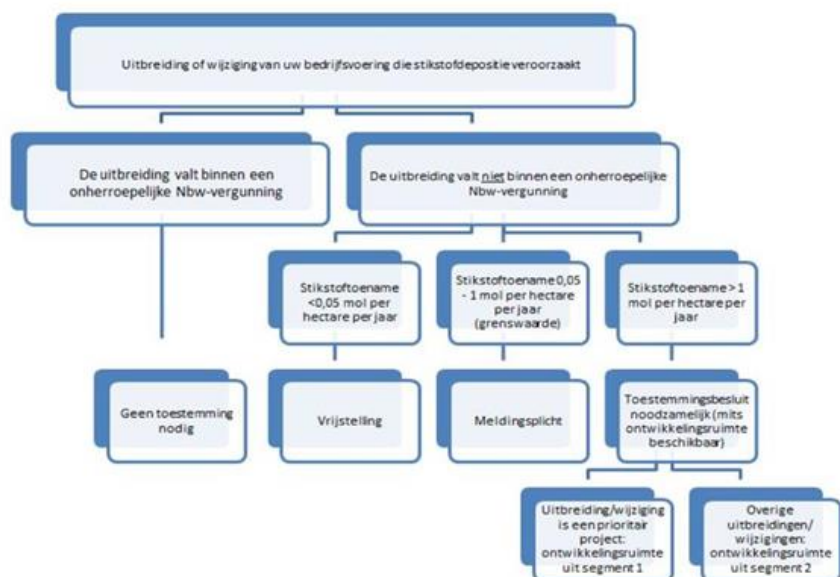 Uitbreiding of wijziging van uw bedrijfsvoering die stikstofdepositie veroorzaakt
De uitbreiding valt binnen een
onherroepelijke Nbw-vergunning
De uitbreiding valt niet binnen een onherroepelijke
Nbw-vergunning
Stikstoftoename
<0,05 mol per
hectare per jaar
Stikstoftoename 0,05
- 1 mol per hectare
per jaar
(grenswaarde)
Stikstoftoename > 1
mol per hectare per
jaar
Geen toestemming
nodig
Vrijstelling
Meldingsplicht
Toestemmingsbesluit
noodzamelijk (mits
ontwikkelingsruimte
beschikbaar)
Uitbreiding/wijziging
is een prioritair
project:
ontwikkelingsruimte
uit segment 1
Overige
uitbreidingen/
wijzigingen:
ontwikkelingsruimte
uit segment 2